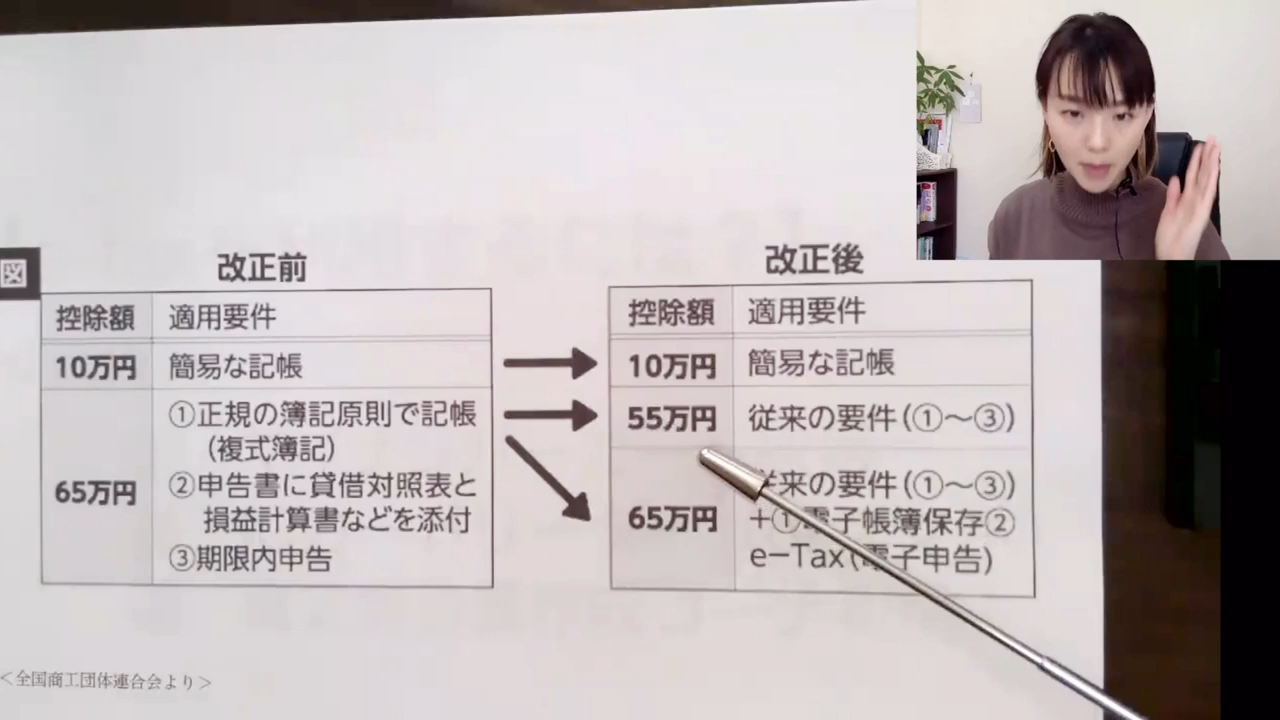 図
改正前
控除額 適用要件
10万円 簡易な記帳
65万円 ①正規の簿記原則で記帳
(複式簿記)
②申告書に貸借対照表と
損益計算書などを添付
③期限内申告
改正後
控除額 適用要件
10万円 簡易な記帳
55万円 従来の要件(①～③)
65万円 従来の要件(①～③)
+①電子帳簿保存②
e-Tax(電子申告)
＜全国商工団体連合会より＞